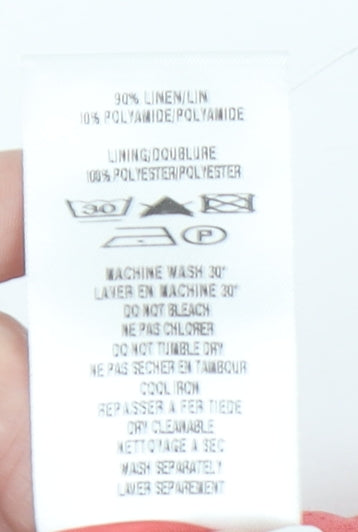 90% LINEN/LIN
10% POLYAMIDE/POLYAMIDE
LINING/DOUBLURE
100% POLYESTER/POLYESTER
30
P
MACHINE WASH 30°
LAVER EN MACHINE 30°
DO NOT BLEACH
NE PAS CHLORER
DO NOT TUMBLE DRY
NE PAS SECHER EN TAMBOUR
COOL IRON
REPASSER A FER TIEDE
DRY CLEANABLE
NETTOYAGE A SEC
WASH SEPARATELY
LAVER SEPAREMENT